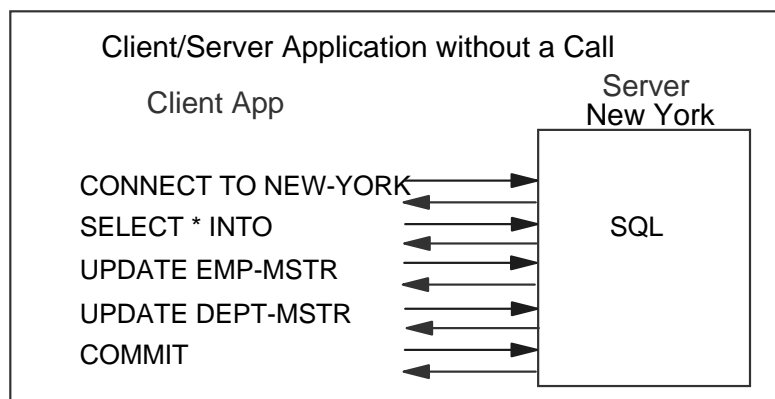 Client/Server Application without a Call
Client App
Server
New York
CONNECT TO NEW-YORK
SELECT * INTO
SQL
UPDATE EMP-MSTR
UPDATE DEPT-MSTR
COMMIT